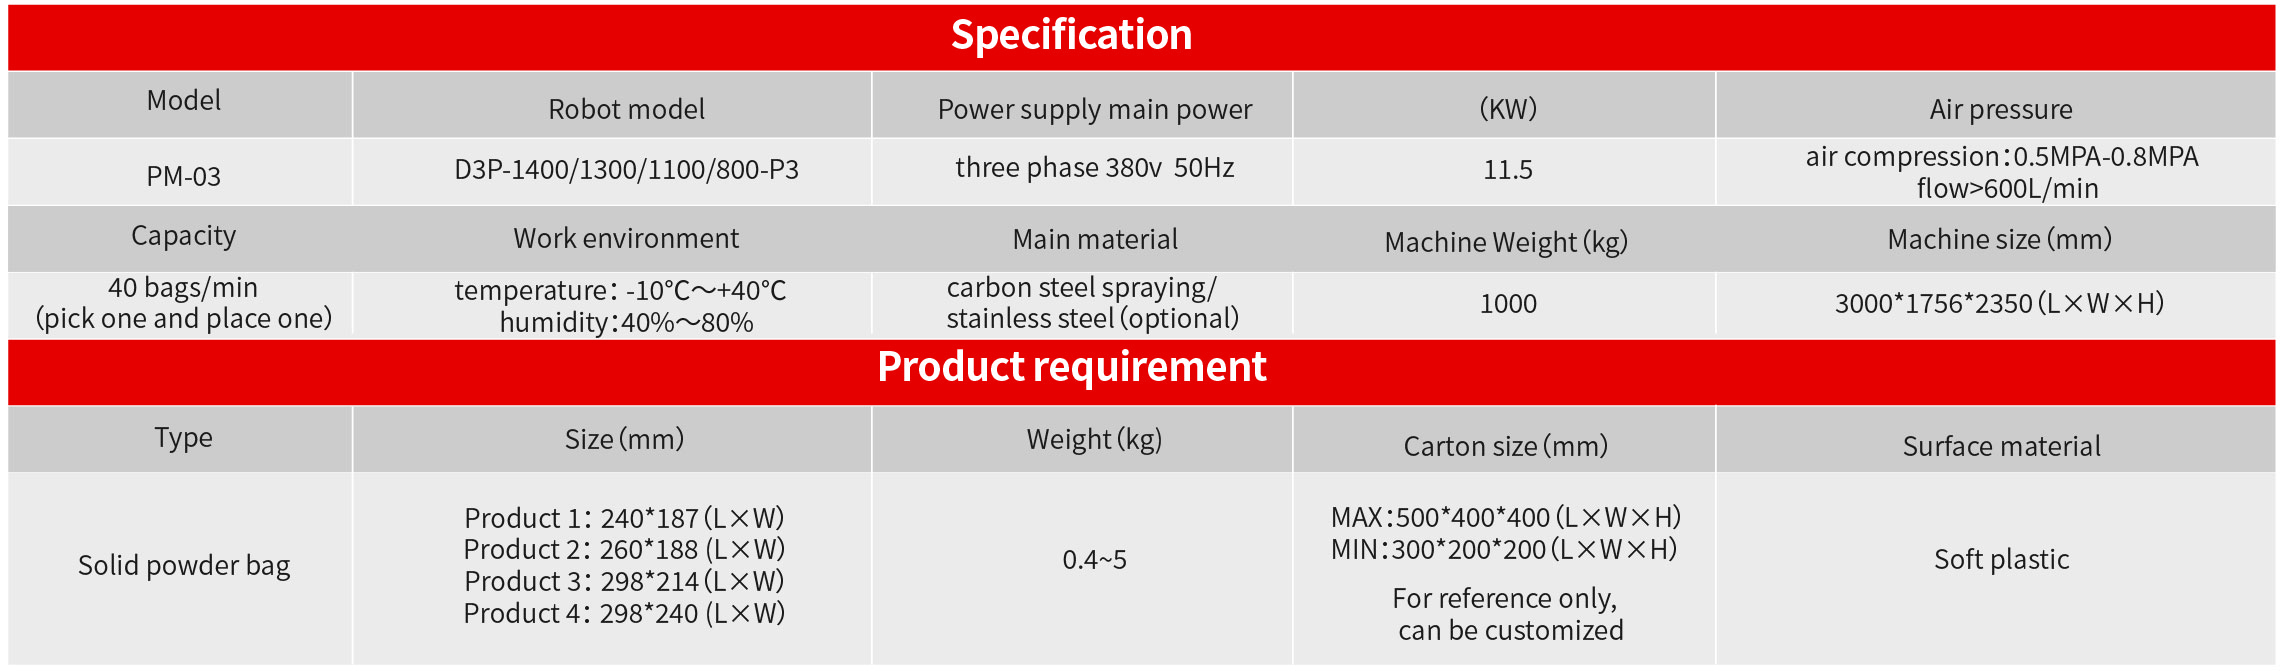 Specification
Model
Robot model
Power supply main power
（KW）
Air pressure
PM-03
D3P-1400/1300/1100/800-P3
three phase 380v  50Hz
11.5
air compression：0.5MPA-0.8MPA
flow>600L/min
Capacity
Work environment
Main material
Machine Weight（kg）
Machine size（mm）
40 bags/min
（pick one and place one）
temperature： -10℃～+40℃
humidity：40%～80%
carbon steel spraying/
stainless steel（optional）
1000
3000*1756*2350（L×W×H）
Product requirement
Type
Size（mm）
Weight（kg)
Carton size（mm）
Surface material
Solid powder bag
Product 1： 240*187（L×W）
Product 2： 260*188 (L×W）
Product 3： 298*214（L×W）
Product 4： 298*240 (L×W）
0.4~5
MAX：500*400*400（L×W×H）
MIN：300*200*200（L×W×H）
For reference only,
can be customized
Soft plastic